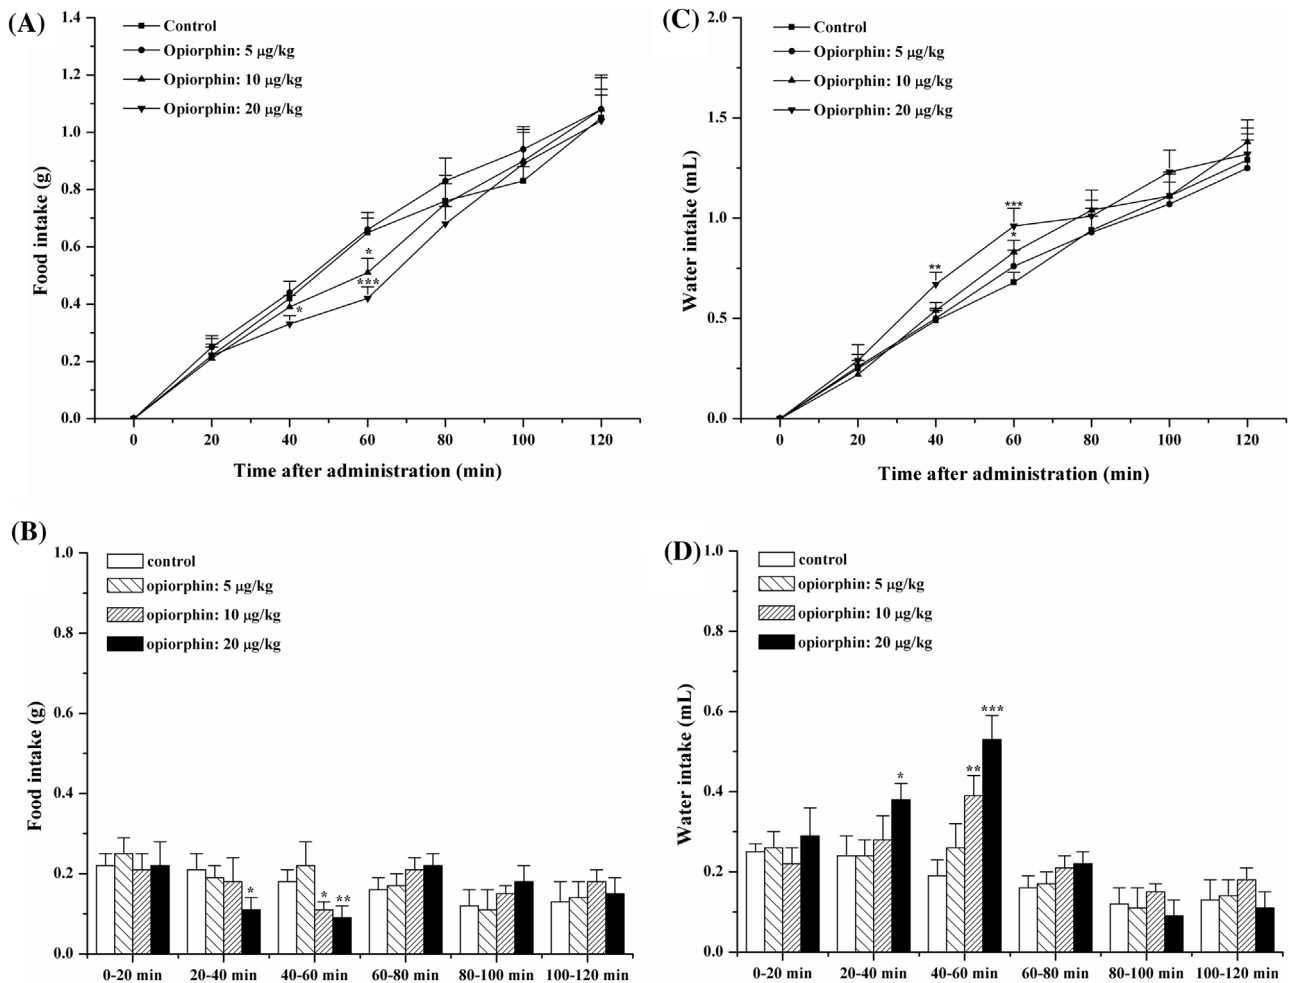 (A)
1.4
1.2
1.0
0.8
0.6
0.4
0.2
0.0
Food intake (g)
Control
Opiorphin: 5 μg/kg
Opiorphin: 10 μg/kg
Opiorphin: 20 μg/kg
*
***
*
0 20 40 60 80 100 120
Time after administration (min)
(C)
2.0
1.5
1.0
0.5
0.0
Water intake (mL)
Control
Opiorphin: 5 μg/kg
Opiorphin: 10 μg/kg
Opiorphin: 20 μg/kg
***
*
**
0 20 40 60 80 100 120
Time after administration (min)
(B)
1.0
0.8
0.6
0.4
0.2
0.0
Food intake (g)
control
opiorphin: 5 μg/kg
opiorphin: 10 μg/kg
opiorphin: 20 μg/kg
* * **
0-20 min 20-40 min 40-60 min 60-80 min 80-100 min 100-120 min
(D)
1.0
0.8
0.6
0.4
0.2
0.0
Water intake (mL)
control
opiorphin: 5 μg/kg
opiorphin: 10 μg/kg
opiorphin: 20 μg/kg
***
* **
0-20 min 20-40 min 40-60 min 60-80 min 80-100 min 100-120 min